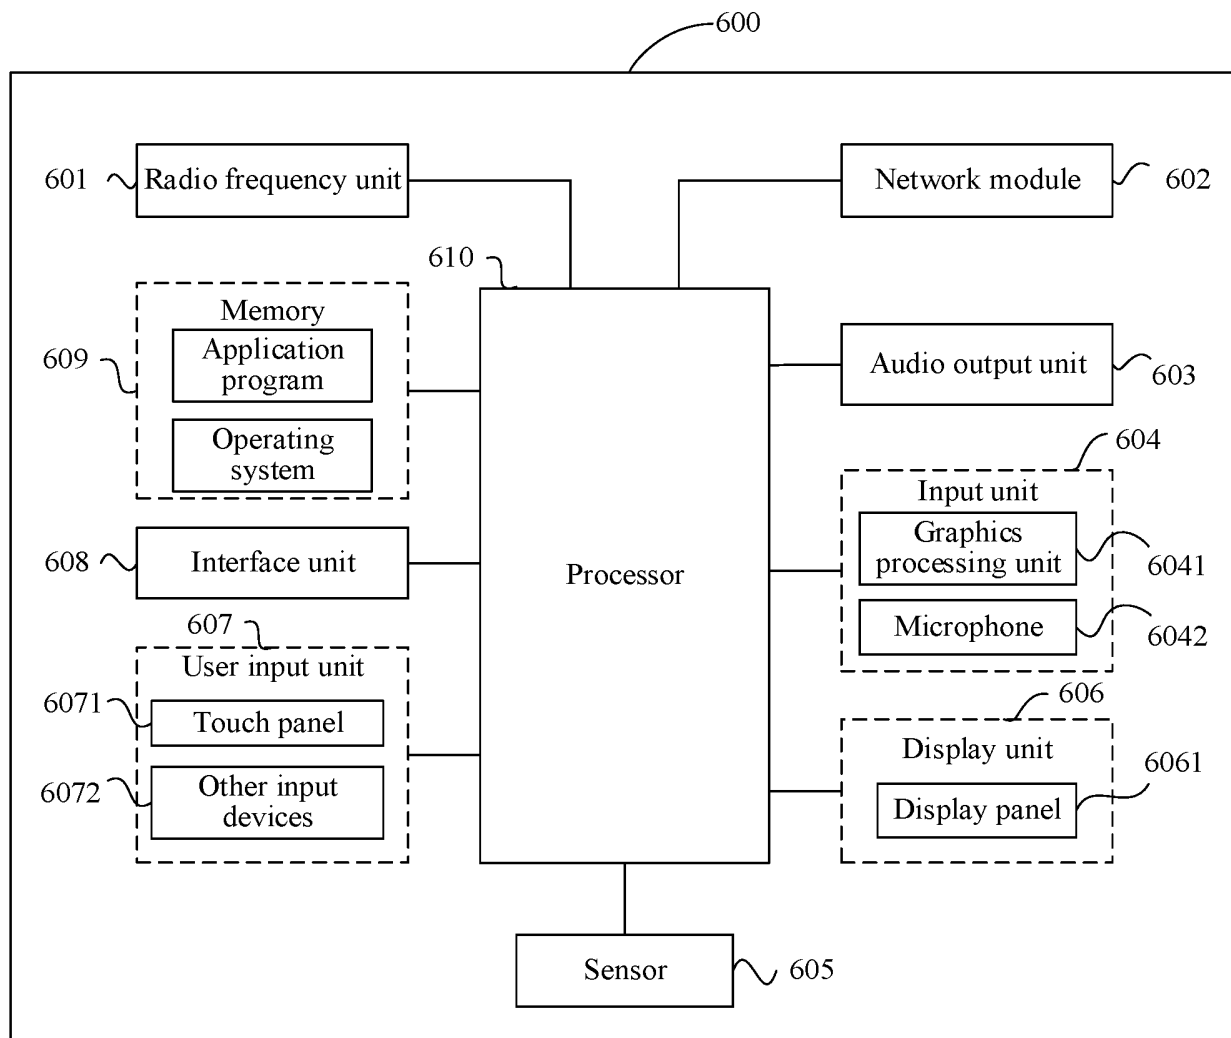 600
601
Radio frequency unit
Network module
602
610
Memory
Application
program
609
Operating
system
Audio output unit
603
604
Input unit
Graphics
processing unit
6041
Microphone
6042
608
Interface unit
Processor
607
User input unit
6071
Touch panel
6072
Other input
devices
606
Display unit
6061
Display panel
Sensor
605